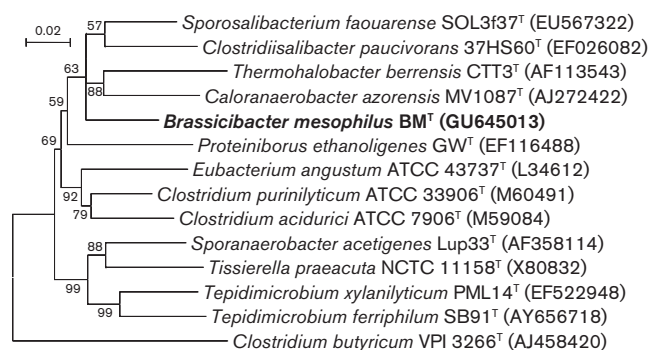 0.02
57
Sporosalibacterium faouarense SOL3f37ᵀ (EU567322)
Clostridiisalibacter paucivorans 37HS60ᵀ (EF026082)
63
Thermohalobacter berrensis CTT3ᵀ (AF113543)
88
Caloranaerobacter azorensis MV1087ᵀ (AJ272422)
59
Brassicibacter mesophilus BMᵀ (GU645013)
69
Proteiniborus ethanoligenes GWᵀ (EF116488)
Eubacterium angustum ATCC 43737ᵀ (L34612)
92
Clostridium purinilyticum ATCC 33906ᵀ (M60491)
79
Clostridium acidurici ATCC 7906ᵀ (M59084)
88
Sporanaerobacter acetigenes Lup33ᵀ (AF358114)
Tissierella praeacuta NCTC 11158ᵀ (X80832)
99
Tepidimicrobium xylanilyticum PML14ᵀ (EF522948)
99
Tepidimicrobium ferriphilum SB91ᵀ (AY656718)
Clostridium butyricum VPI 3266ᵀ (AJ458420)